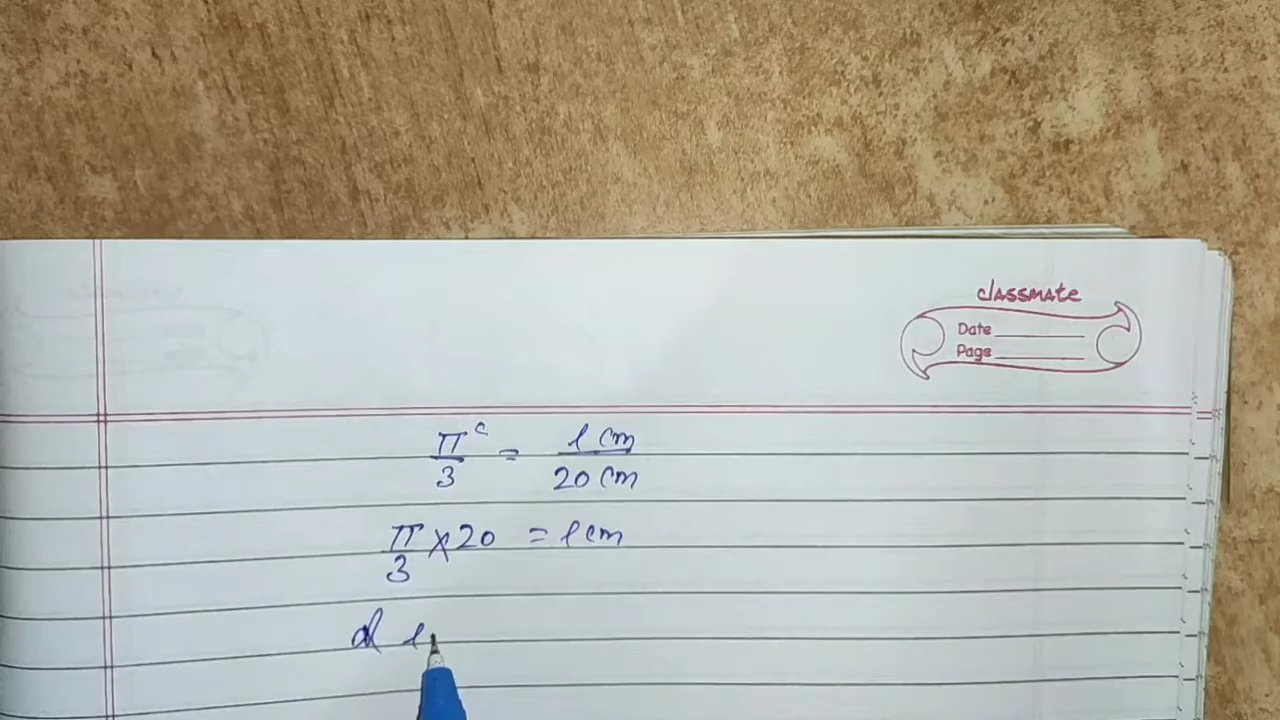 classmate
Date
Page
π/3 ᶜ = l cm / 20 cm
π/3 × 20 = l cm
l